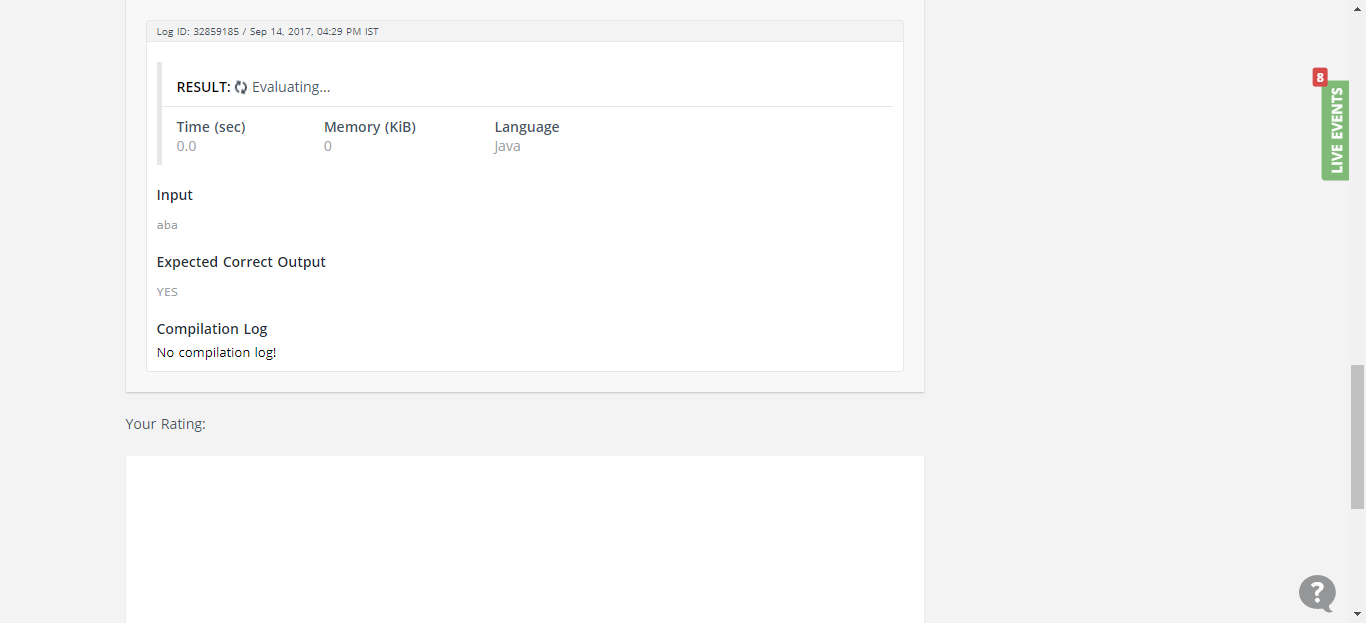 Log ID: 32859185 / Sep 14, 2017, 04:29 PM IST
RESULT: Evaluating...
Time (sec) Memory (KiB) Language
0.0 0 Java
Input
aba
Expected Correct Output
YES
Compilation Log
No compilation log!
Your Rating:
8
LIVE EVENTS
?